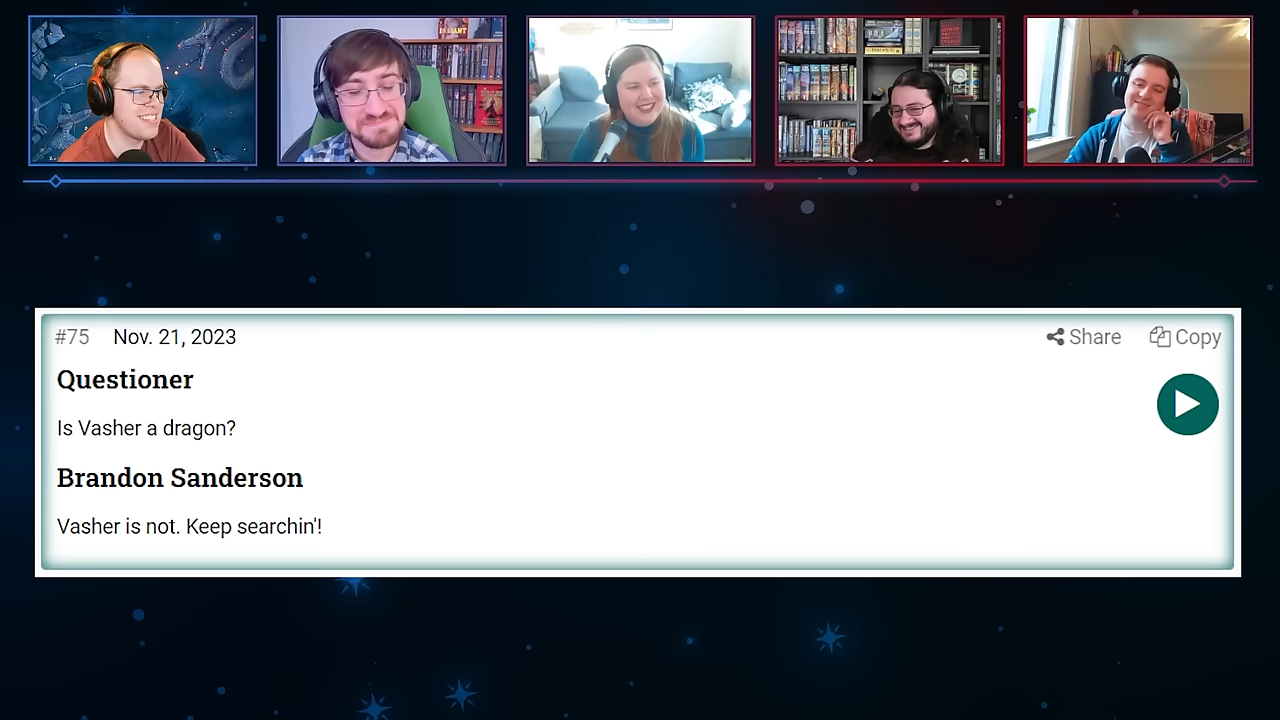 #75 Nov. 21, 2023 Share Copy
Questioner
Is Vasher a dragon?
Brandon Sanderson
Vasher is not. Keep searchin'!